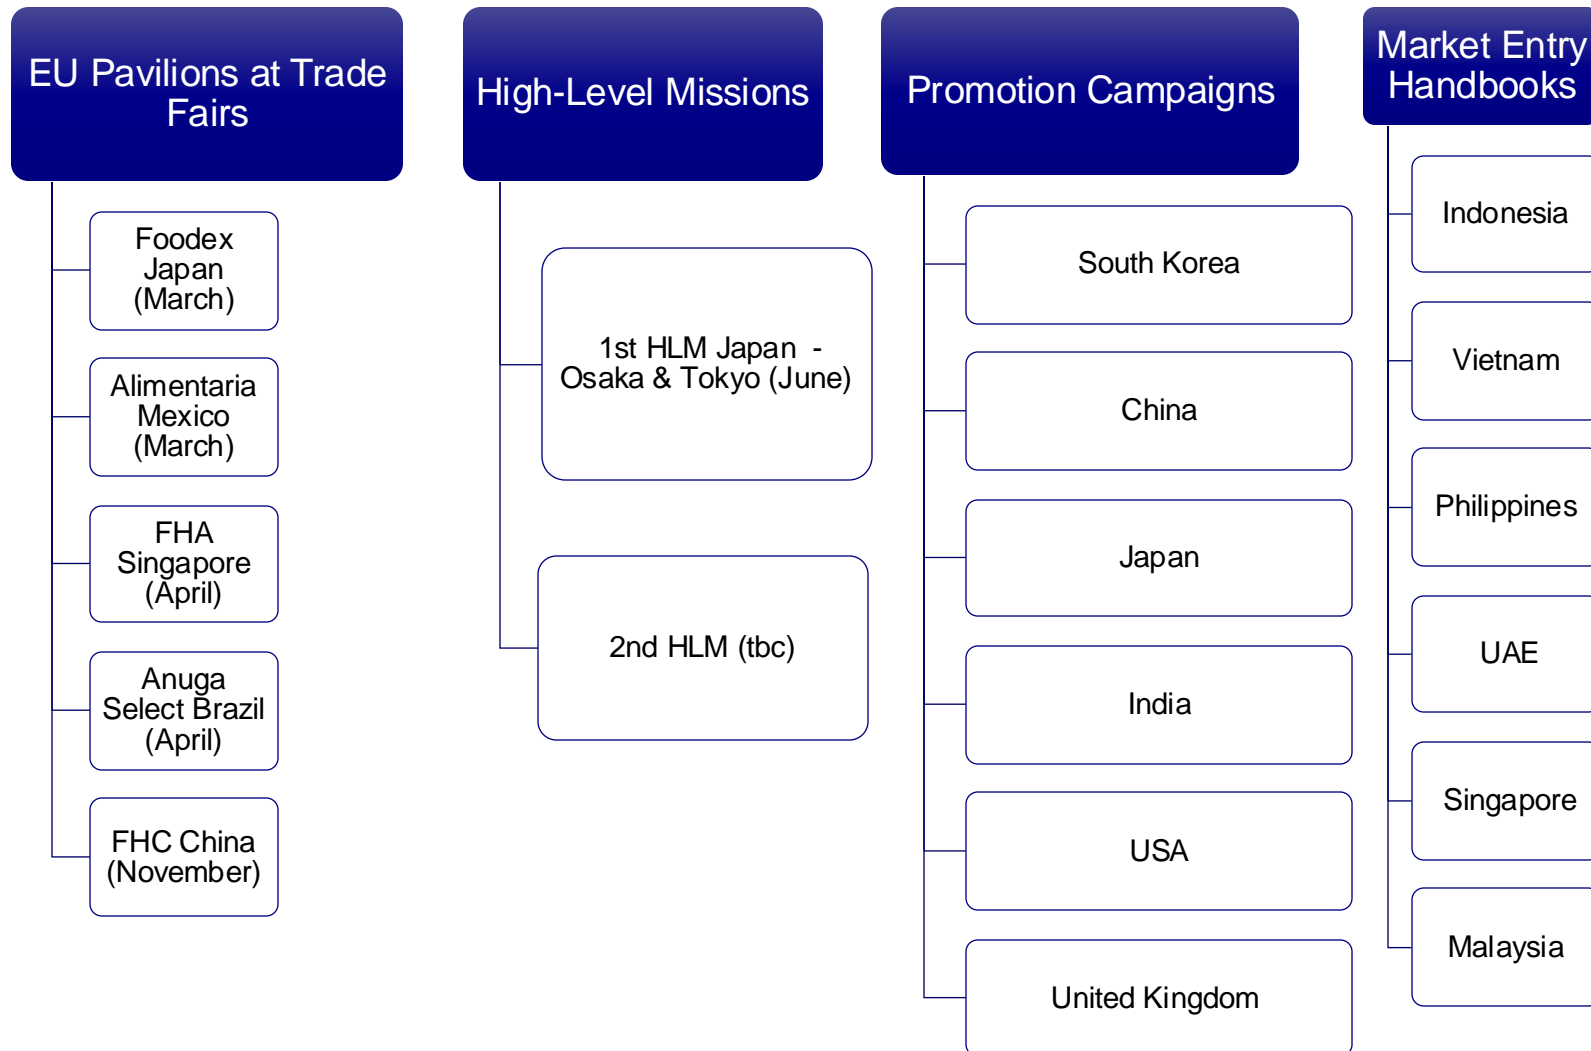 EU Pavilions at Trade
Fairs
Foodex
Japan
(March)
Alimentaria
Mexico
(March)
FHA
Singapore
(April)
Anuga
Select Brazil
(April)
FHC China
(November)
High-Level Missions
1st HLM Japan -
Osaka & Tokyo (June)
2nd HLM (tbc)
Promotion Campaigns
South Korea
China
Japan
India
USA
United Kingdom
Market Entry
Handbooks
Indonesia
Vietnam
Philippines
UAE
Singapore
Malaysia